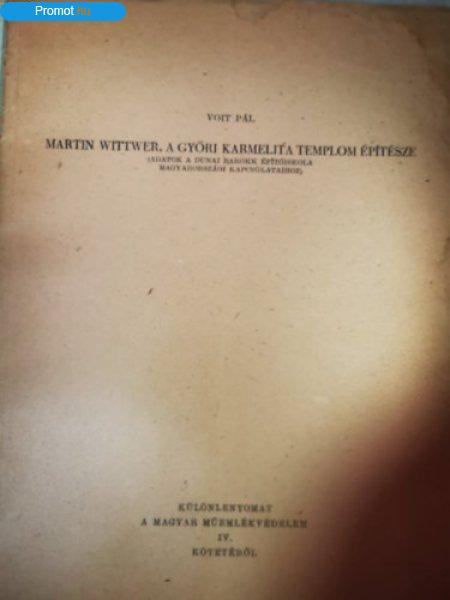 Promot.hu
VOIT PÁL
MARTIN WITTWER, A GYŐRI KARMELITA TEMPLOM ÉPÍTÉSZE
(ADATOK A DUNAI BAROKK ÉPÍTŐISKOLA
MAGYARORSZÁGI KAPCSOLATAIHOZ)
KÜLÖNLENYOMAT
A MAGYAR MŰEMLÉKVÉDELEM
IV.
KÖTETÉBŐL